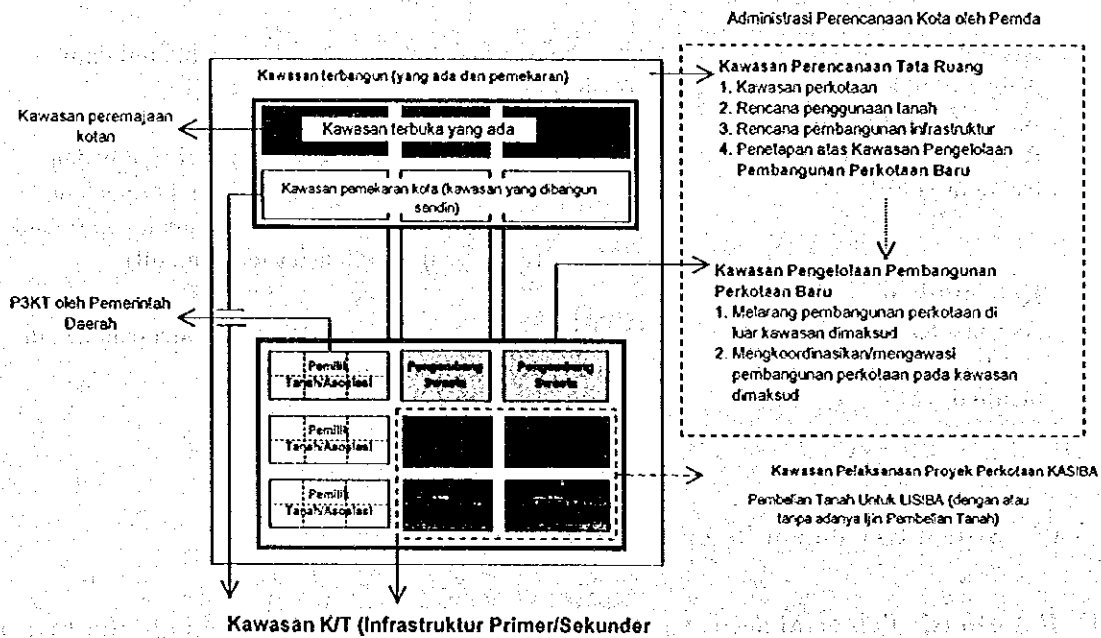 Administrasi Perencanaan Kota oleh Pemda
Kawasan terbangun (yang ada dan pemekaran)
Kawasan peremajaan
kotan
Kawasan terbuka yang ada
Kawasan pemekaran kota (kawasan yang dibangun
sendiri)
Kawasan Perencanaan Tata Ruang
1. Kawasan perkotaan
2. Rencana penggunaan tanah
3. Rencana pembangunan infrastruktur
4. Penetapan atas Kawasan Pengelolaan
Pembangunan Perkotaan Baru
Kawasan Pengelolaan Pembangunan
Perkotaan Baru
1. Melarang pembangunan perkotaan di
luar kawasan dimaksud
2. Mengkoordinasikan/mengawasi
pembangunan perkotaan pada kawasan
dimaksud
P3KT oleh Pemerintah
Daerah
Pemilik
Tanah/Asosiasi
Pengembang
Swasta
Pengembang
Swasta
Pemilik
Tanah/Asosiasi
Pemilik
Tanah/Asosiasi
Kawasan Pelaksanaan Proyek Perkotaan KASIBA
Pembelian Tanah Untuk LISIBA (dengan atau
tanpa adanya Ijin Pembelian Tanah)
Kawasan K/T (Infrastruktur Primer/Sekunder